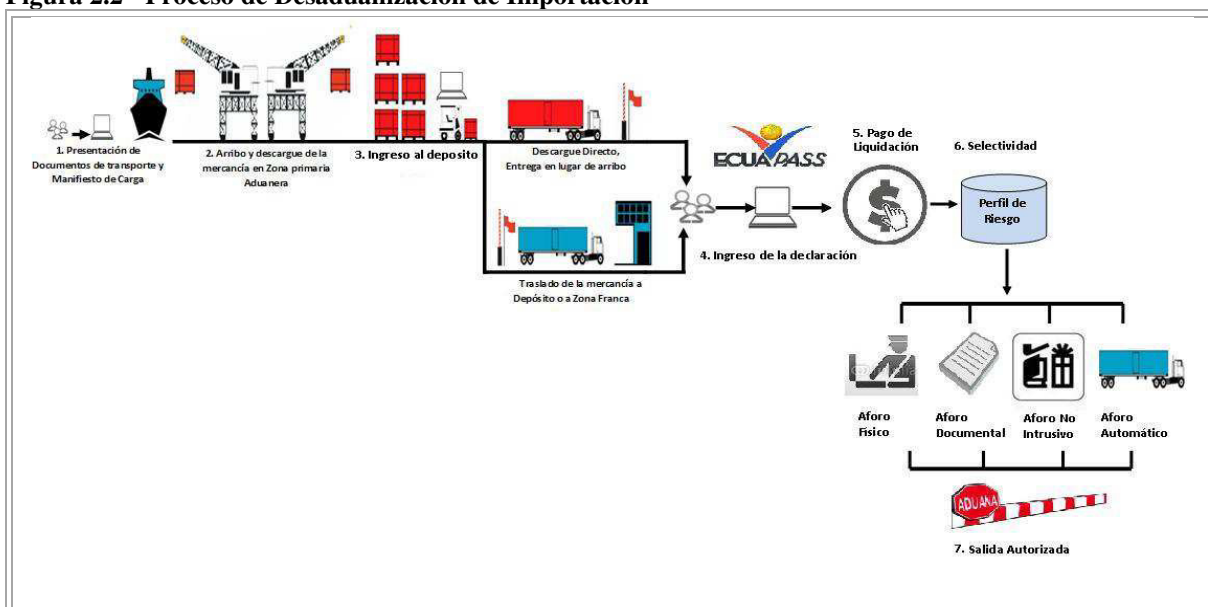 Figura 2.2 - Proceso de Desaduanización de Importación
1. Presentación de
Documentos de transporte y
Manifiesto de Carga
2. Arribo y descargue de la
mercancía en Zona primaria
Aduanera
3. Ingreso al deposito
Descargue Directo,
Entrega en lugar de arribo
Traslado de la mercancía a
Depósito o a Zona Franca
ECUAPASS
4. Ingreso de la declaración
5. Pago de
Liquidación
$
6. Selectividad
Perfil de
Riesgo
Aforo
Físico
Aforo
Documental
Aforo No
Intrusivo
Aforo
Automático
ADUANA
7. Salida Autorizada